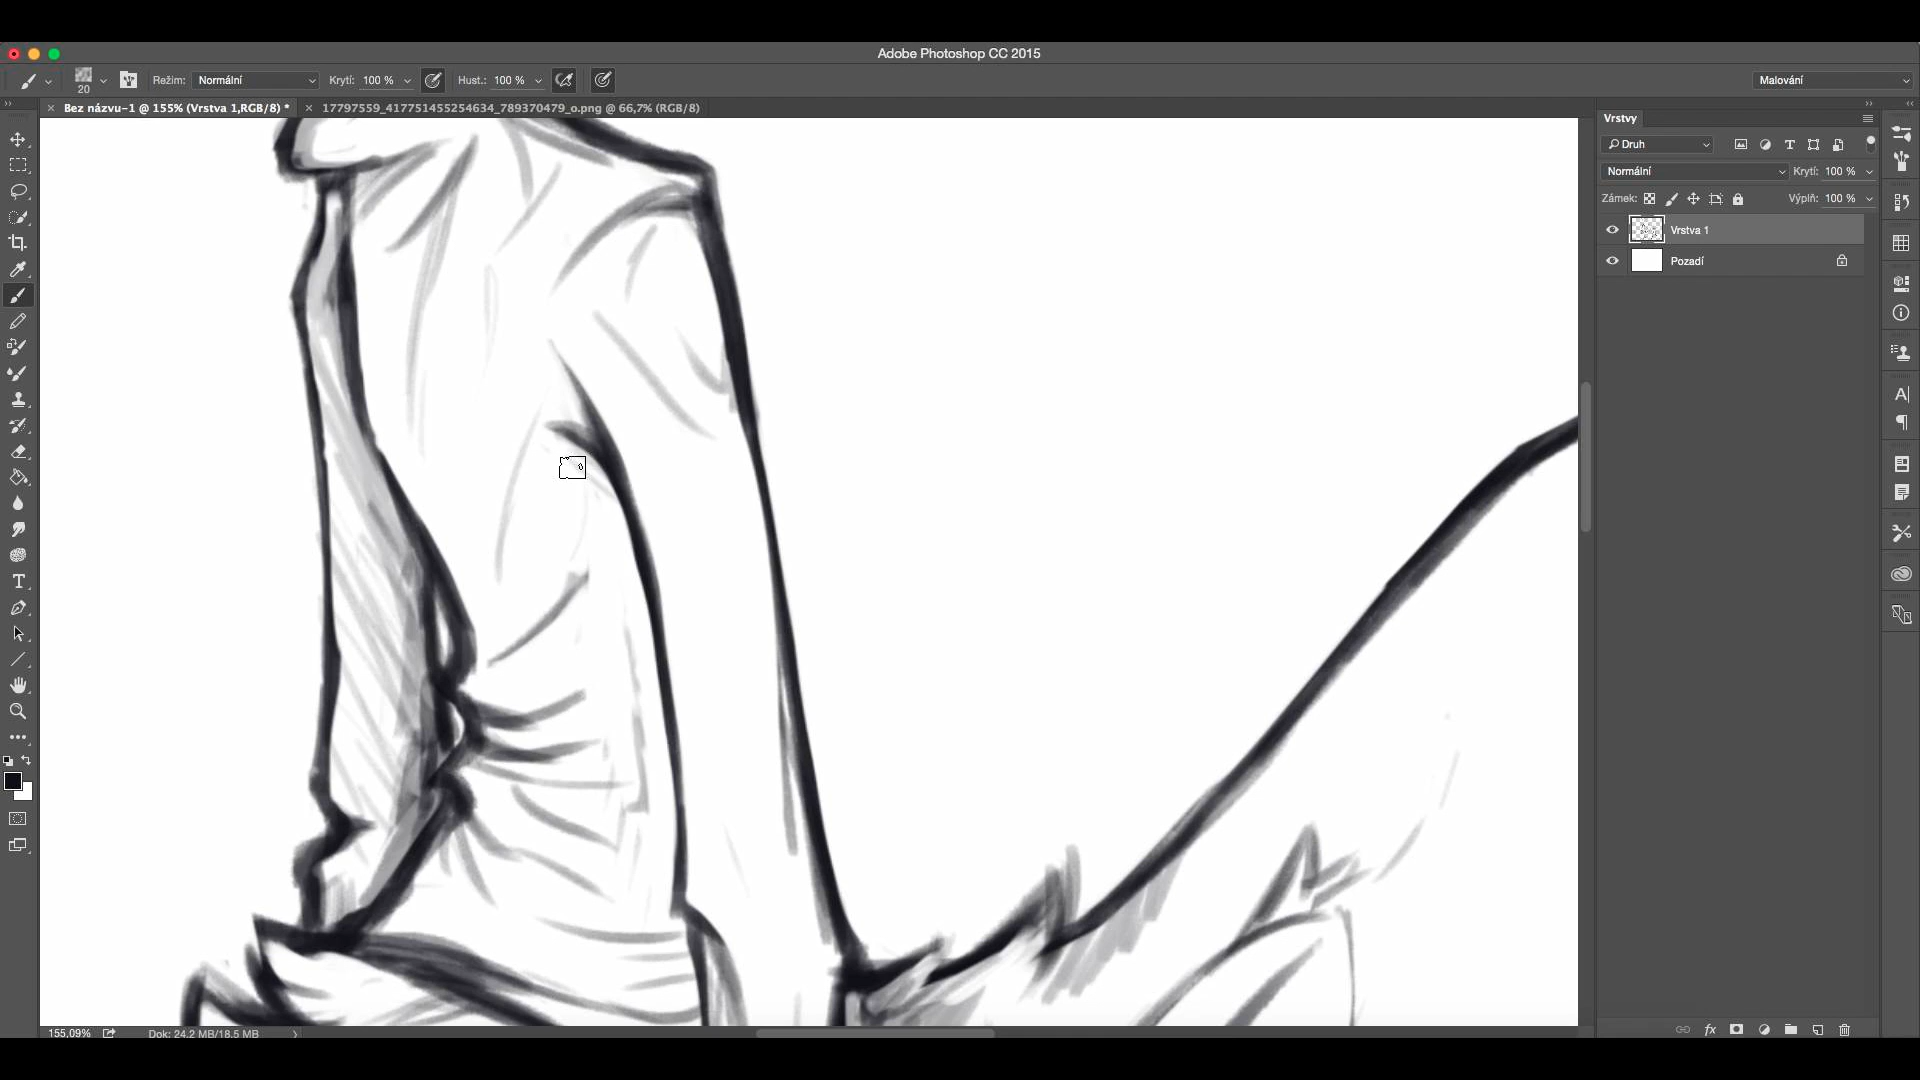 Adobe Photoshop CC 2015
20
Režim: Normální Krytí: 100 % Hust.: 100 % Malování
Bez názvu-1 @ 155% (Vrstva 1,RGB/8) * 17797559_417751455254634_789370479_o.png @ 66,7% (RGB/8)
Vrstvy
Druh
Normální Krytí: 100 %
Zámek: Výplň: 100 %
Vrstva 1
Pozadí
155,09% Dok: 24,2 MB/18,5 MB